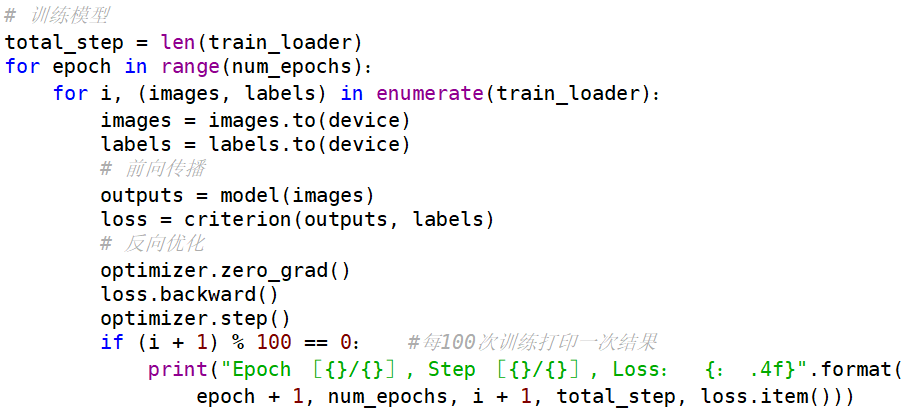 # 训练模型
total_step = len(train_loader)
for epoch in range(num_epochs):
    for i, (images, labels) in enumerate(train_loader):
        images = images.to(device)
        labels = labels.to(device)
        # 前向传播
        outputs = model(images)
        loss = criterion(outputs, labels)
        # 反向优化
        optimizer.zero_grad()
        loss.backward()
        optimizer.step()
        if (i + 1) % 100 == 0:    #每100次训练打印一次结果
            print("Epoch [{}/{}], Step [{}/{}], Loss: {: .4f}".format(
                epoch + 1, num_epochs, i + 1, total_step, loss.item()))